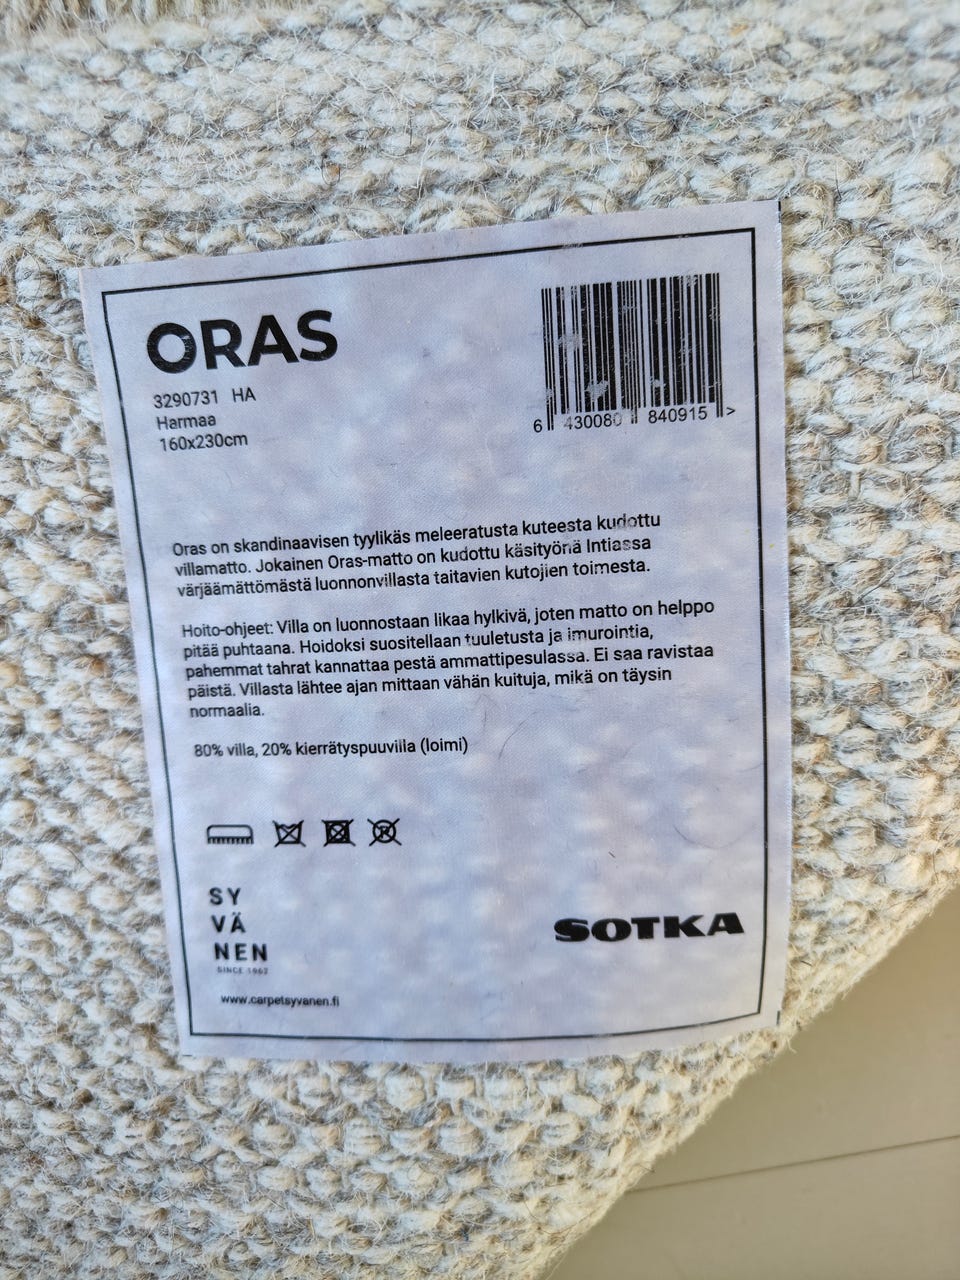 ORAS
3290731 HA
Harmaa
160x230cm
6 430080 840915 >
Oras on skandinaavisen tyylikäs meleeratusta kuteesta kudottu
villamatto. Jokainen Oras-matto on kudottu käsityönä Intiassa
värjäämättömästä luonnonvillasta taitavien kutojien toimesta.
Hoito-ohjeet: Villa on luonnostaan likaa hylkivä, joten matto on helppo
pitää puhtaana. Hoidoksi suositellaan tuuletusta ja imurointia,
pahemmat tahrat kannattaa pestä ammattipesulassa. Ei saa ravistaa
päistä. Villasta lähtee ajan mittaan vähän kuituja, mikä on täysin
normaalia.
80% villa, 20% kierrätyspuuvilla (loimi)
SY
VÄ
NEN
SINCE 1962
www.carpetsyvanen.fi
SOTKA